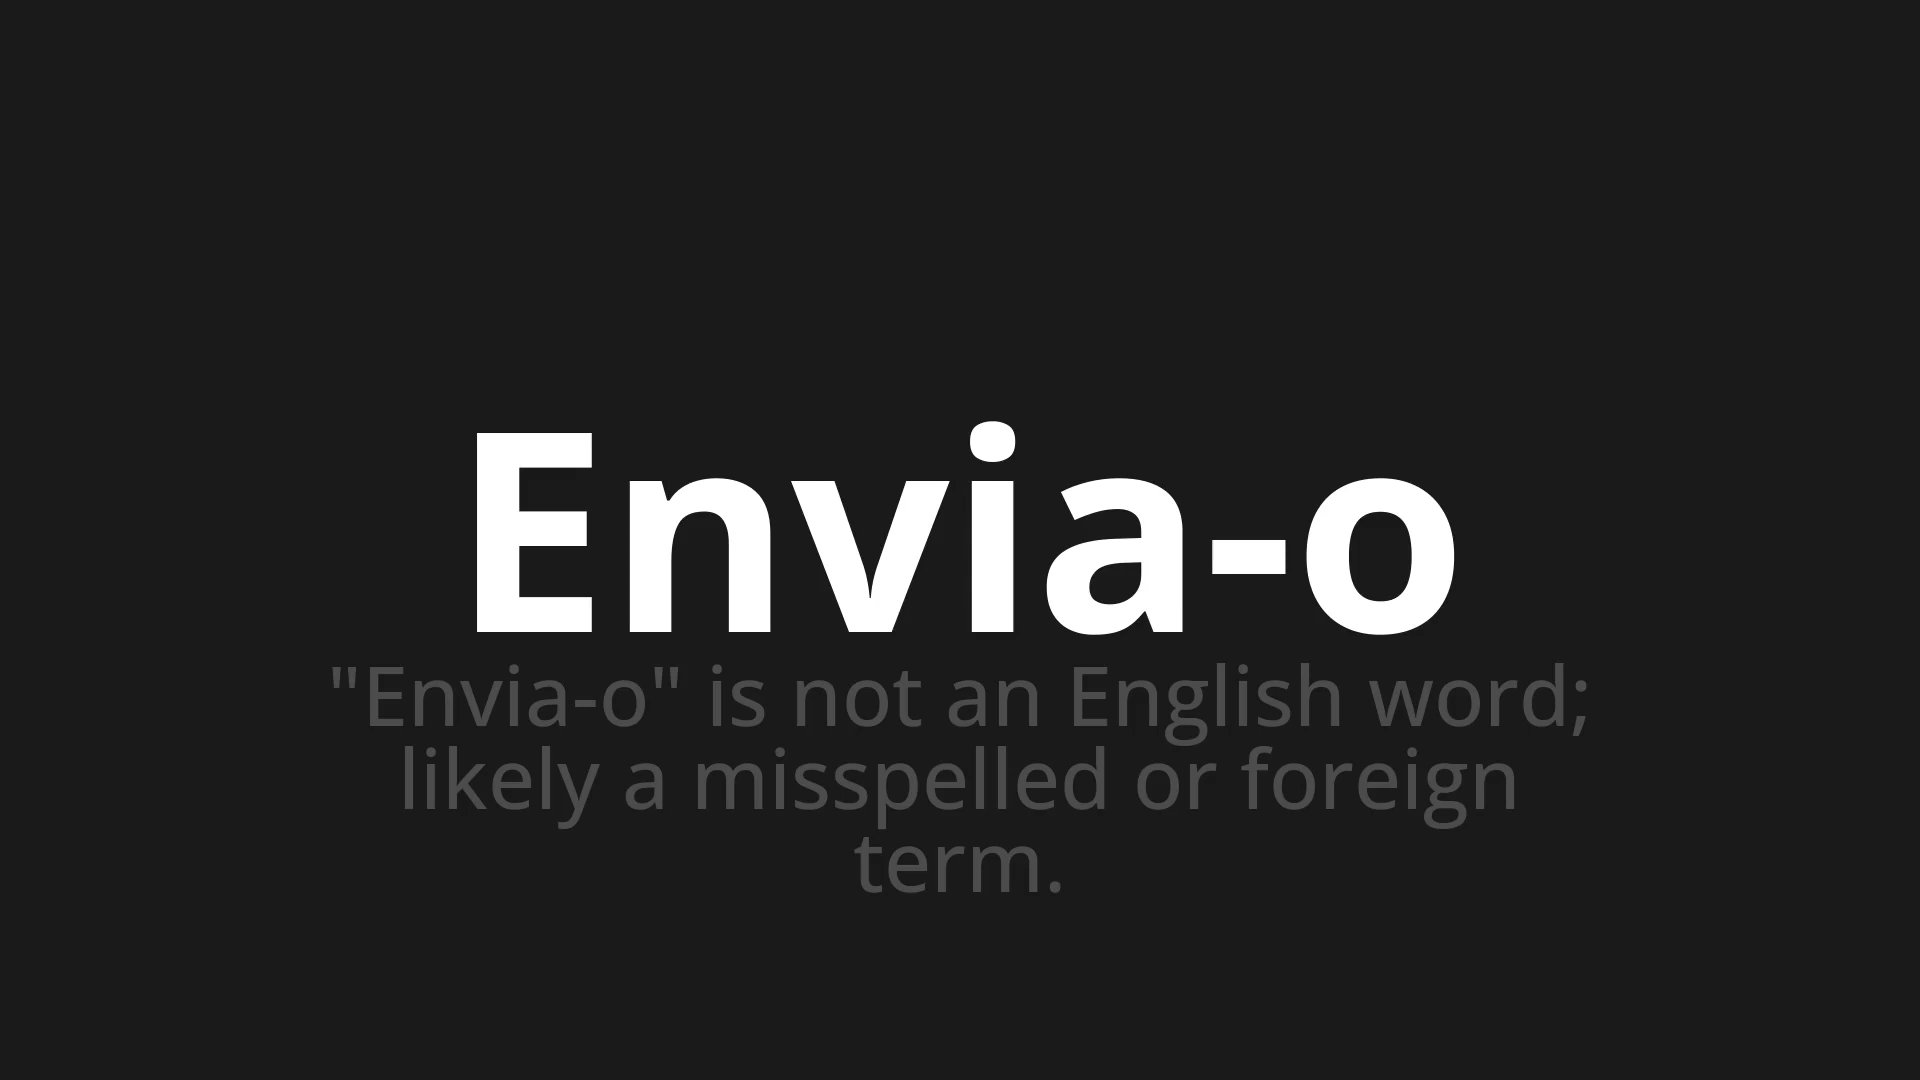 Envia-o
"Envia-o" is not an English word;
likely a misspelled or foreign
term.